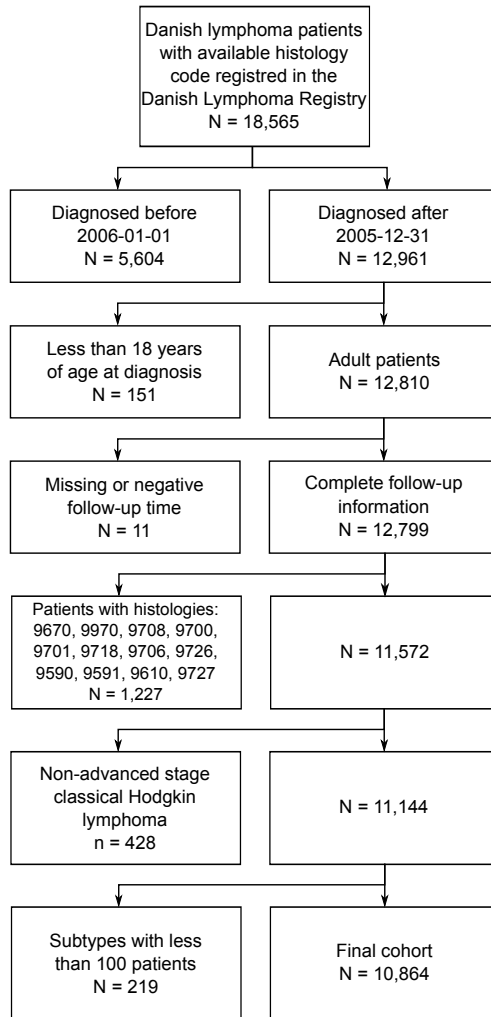 Danish lymphoma patients
with available histology
code registred in the
Danish Lymphoma Registry
N = 18,565
Diagnosed before
2006-01-01
N = 5,604
Diagnosed after
2005-12-31
N = 12,961
Less than 18 years
of age at diagnosis
N = 151
Adult patients
N = 12,810
Missing or negative
follow-up time
N = 11
Complete follow-up
information
N = 12,799
Patients with histologies:
9670, 9970, 9708, 9700,
9701, 9718, 9706, 9726,
9590, 9591, 9610, 9727
N = 1,227
N = 11,572
Non-advanced stage
classical Hodgkin
lymphoma
n = 428
N = 11,144
Subtypes with less
than 100 patients
N = 219
Final cohort
N = 10,864